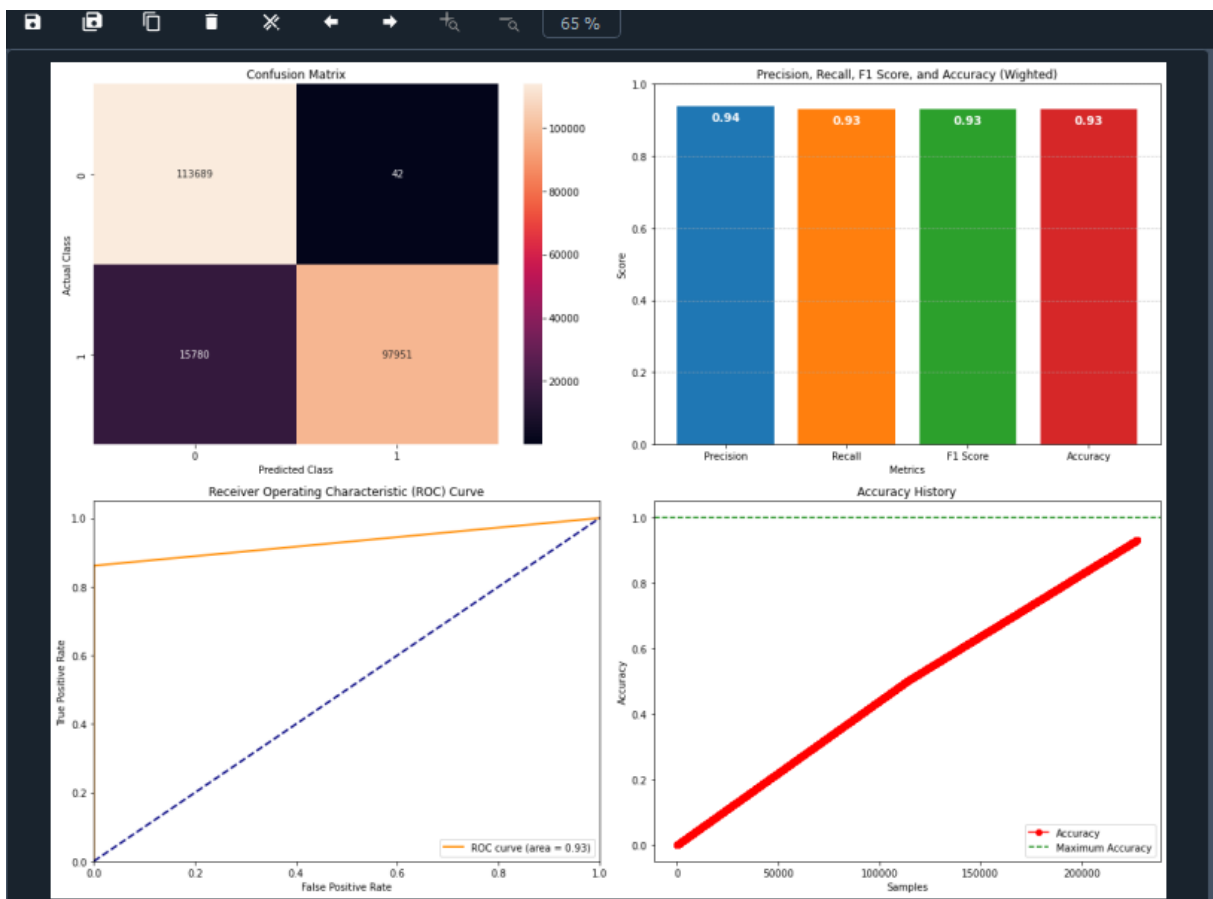 65 %
Confusion Matrix
Actual Class
0
1
113689
42
15780
97951
0
1
Predicted Class
100000
80000
60000
40000
20000
Precision, Recall, F1 Score, and Accuracy (Wighted)
Score
1.0
0.8
0.6
0.4
0.2
0.0
0.94
0.93
0.93
0.93
Precision
Recall
F1 Score
Accuracy
Metrics
Receiver Operating Characteristic (ROC) Curve
True Positive Rate
1.0
0.8
0.6
0.4
0.2
0.0
ROC curve (area = 0.93)
0.0
0.2
0.4
0.6
0.8
1.0
False Positive Rate
Accuracy History
Accuracy
1.0
0.8
0.6
0.4
0.2
0.0
Accuracy
Maximum Accuracy
0
50000
100000
150000
200000
Samples